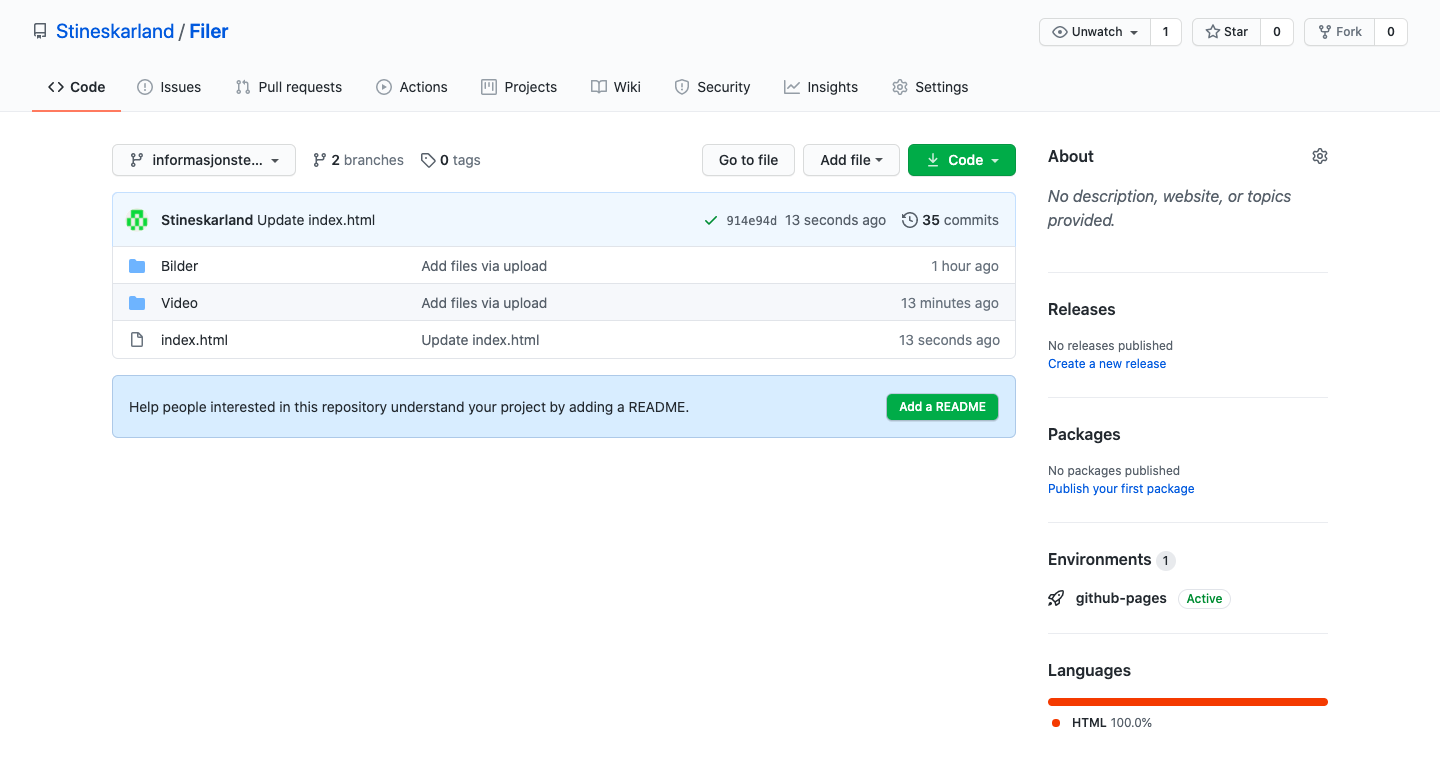 Stineskarland / Filer
Unwatch 1 Star 0 Fork 0
Code Issues Pull requests Actions Projects Wiki Security Insights Settings
informasjonste... 2 branches 0 tags Go to file Add file Code
Stineskarland Update index.html 914e94d 13 seconds ago 35 commits
Bilder Add files via upload 1 hour ago
Video Add files via upload 13 minutes ago
index.html Update index.html 13 seconds ago
Help people interested in this repository understand your project by adding a README. Add a README
About
No description, website, or topics
provided.
Releases
No releases published
Create a new release
Packages
No packages published
Publish your first package
Environments 1
github-pages Active
Languages
HTML 100.0%